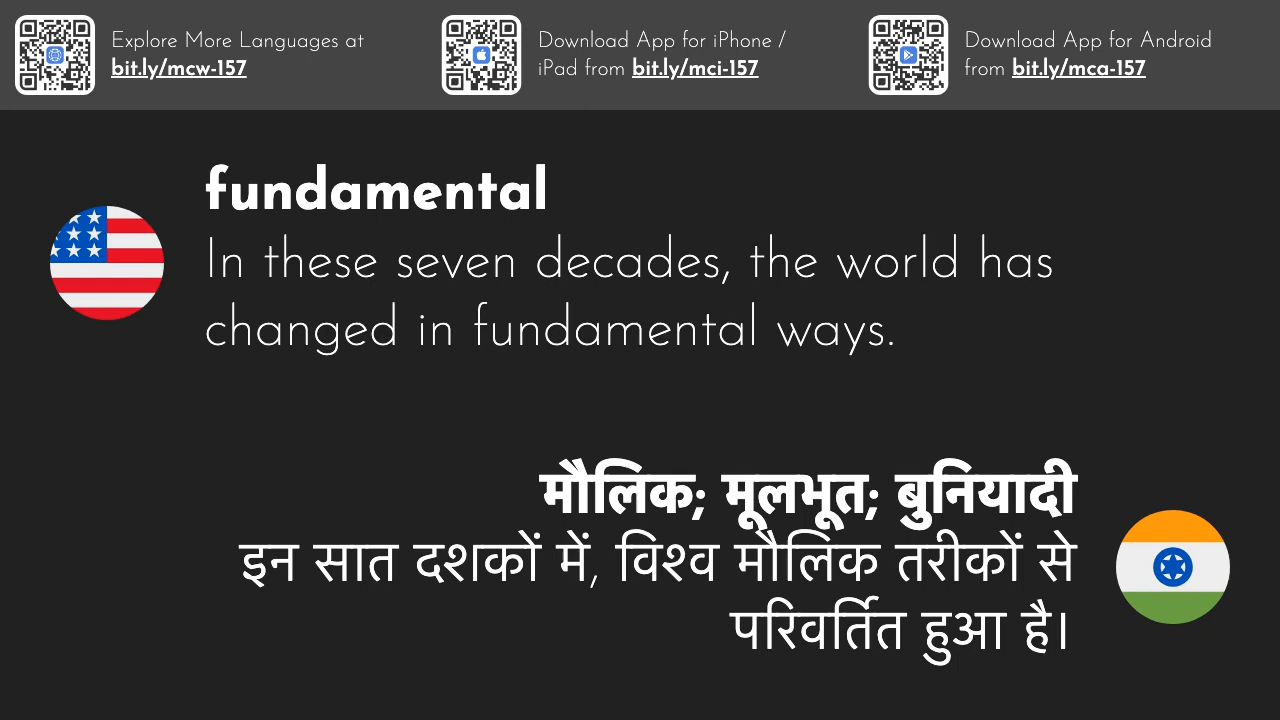 Explore More Languages at
bit.ly/mcw-157
Download App for iPhone /
iPad from bit.ly/mci-157
Download App for Android
from bit.ly/mca-157
fundamental
In these seven decades, the world has
changed in fundamental ways.
मौलिक; मूलभूत; बुनियादी
इन सात दशकों में, विश्व मौलिक तरीकों से
परिवर्तित हुआ है।